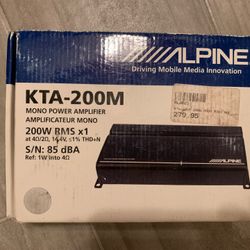 ALPINE
Driving Mobile Media Innovation
KTA-200M
MONO POWER AMPLIFIER
AMPLIFICATEUR MONO
200W RMS x1
at 4Ω/2Ω, 14.4V, ≤1% THD+N
S/N: 85 dBA
Ref: 1W into 4Ω
279.95
ALPINE